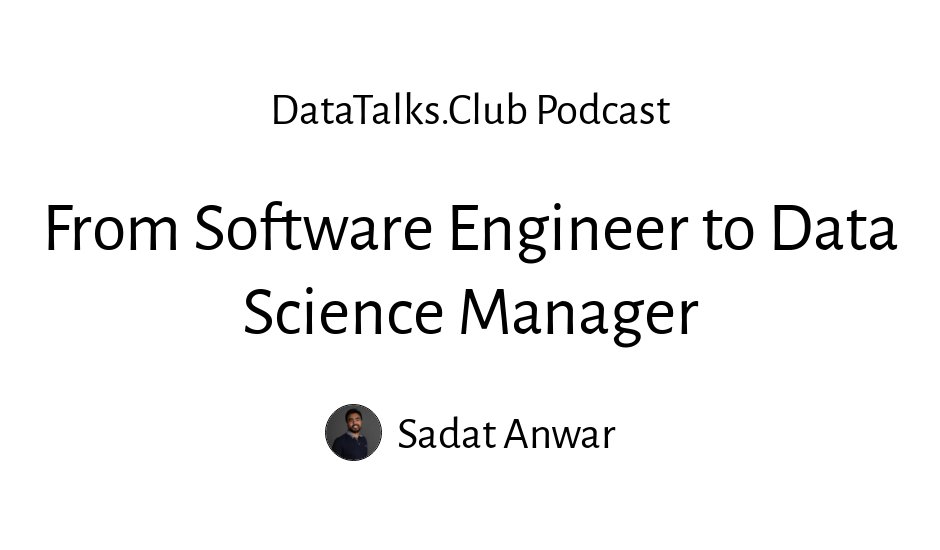 DataTalks.Club Podcast
From Software Engineer to Data
Science Manager
Sadat Anwar